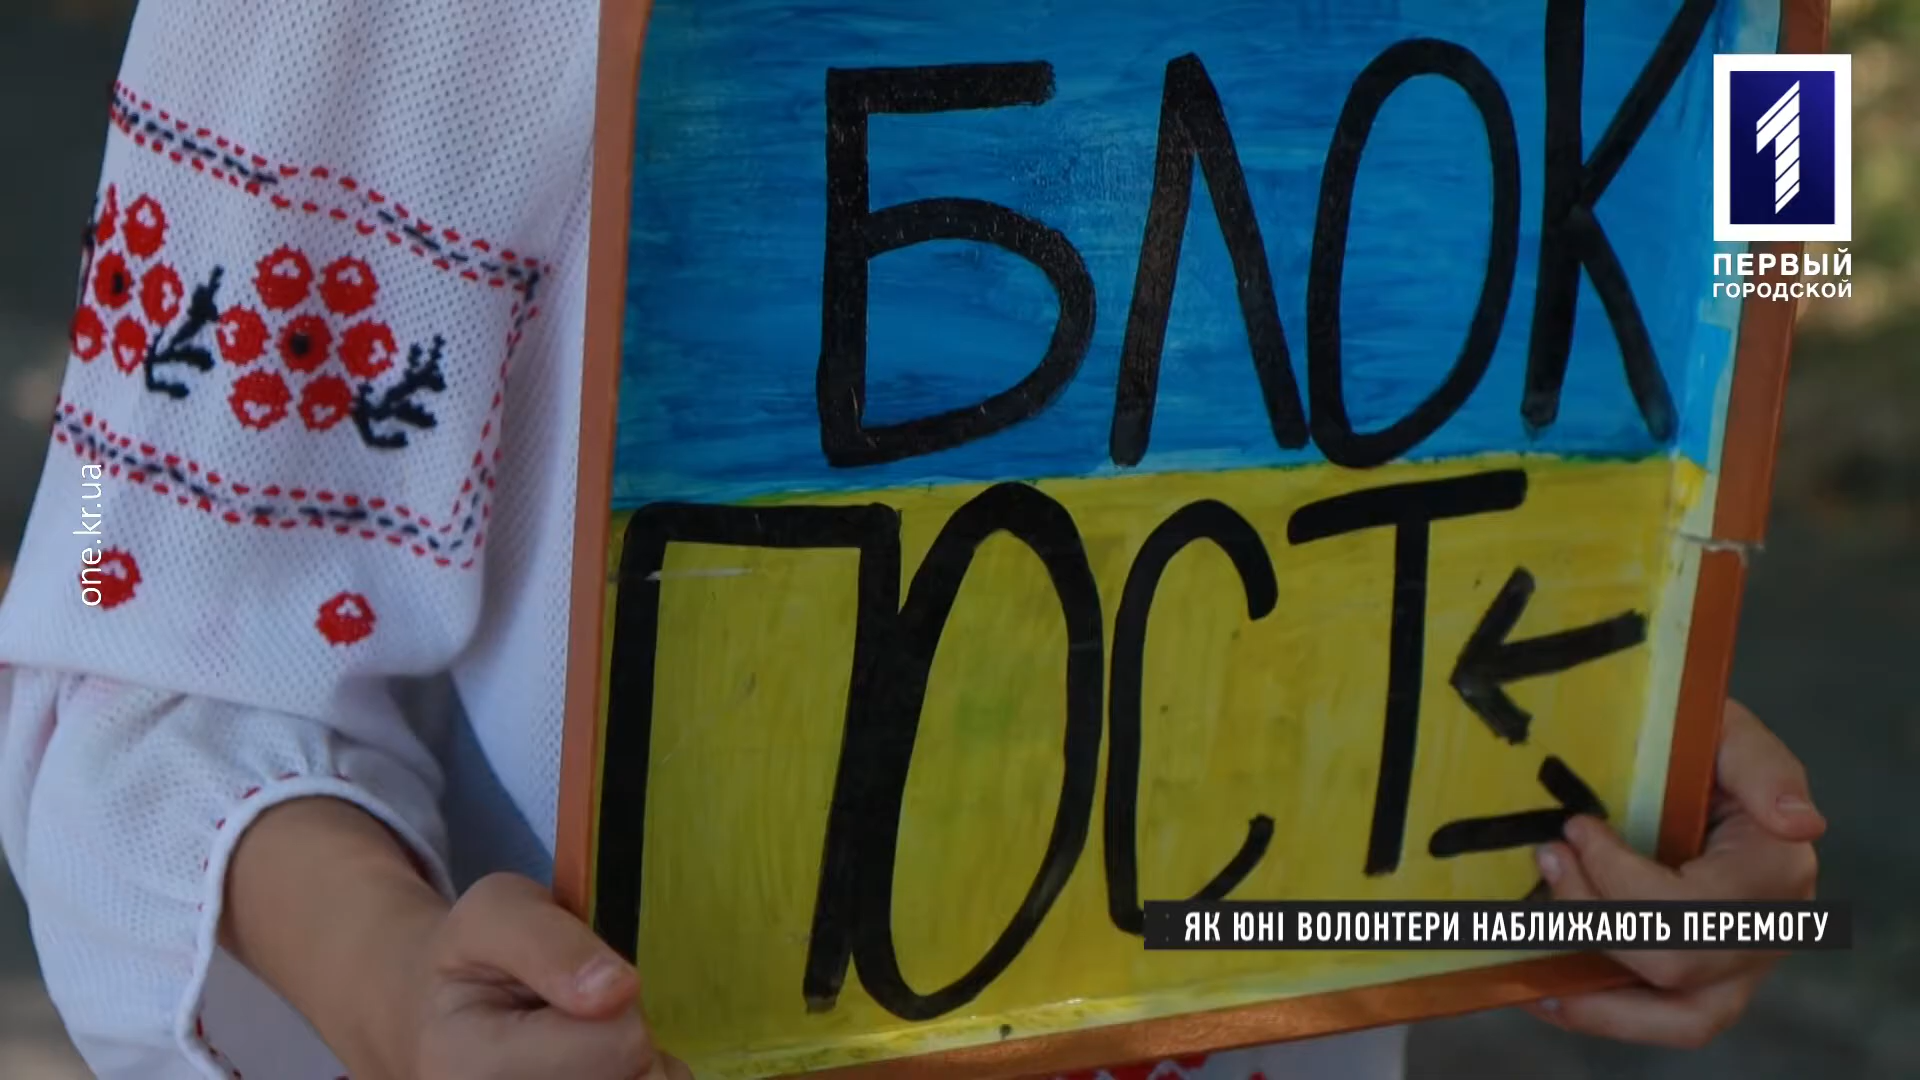 БЛОК
ПОСТ
ПЕРВЫЙ
ГОРОДСКОЙ
one.kr.ua
ЯК ЮНІ ВОЛОНТЕРИ НАБЛИЖАЮТЬ ПЕРЕМОГУ